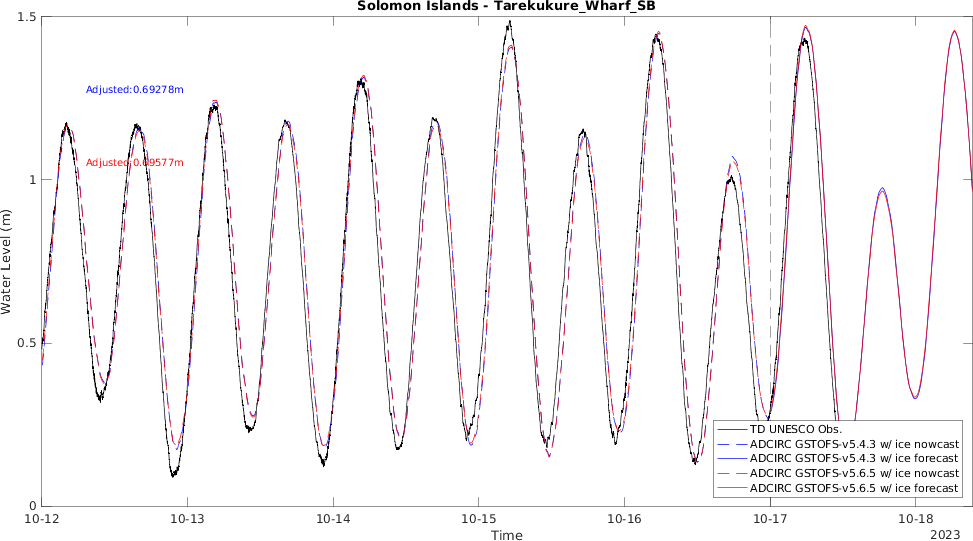 Solomon Islands - Tarekukure_Wharf_SB
1.5
Adjusted:0.69278m
Adjusted:0.69577m
1
Water Level (m)
0.5
0
TD UNESCO Obs.
ADCIRC GSTOFS-v5.4.3 w/ ice nowcast
ADCIRC GSTOFS-v5.4.3 w/ ice forecast
ADCIRC GSTOFS-v5.6.5 w/ ice nowcast
ADCIRC GSTOFS-v5.6.5 w/ ice forecast
10-12 10-13 10-14 10-15 10-16 10-17 10-18
Time
2023